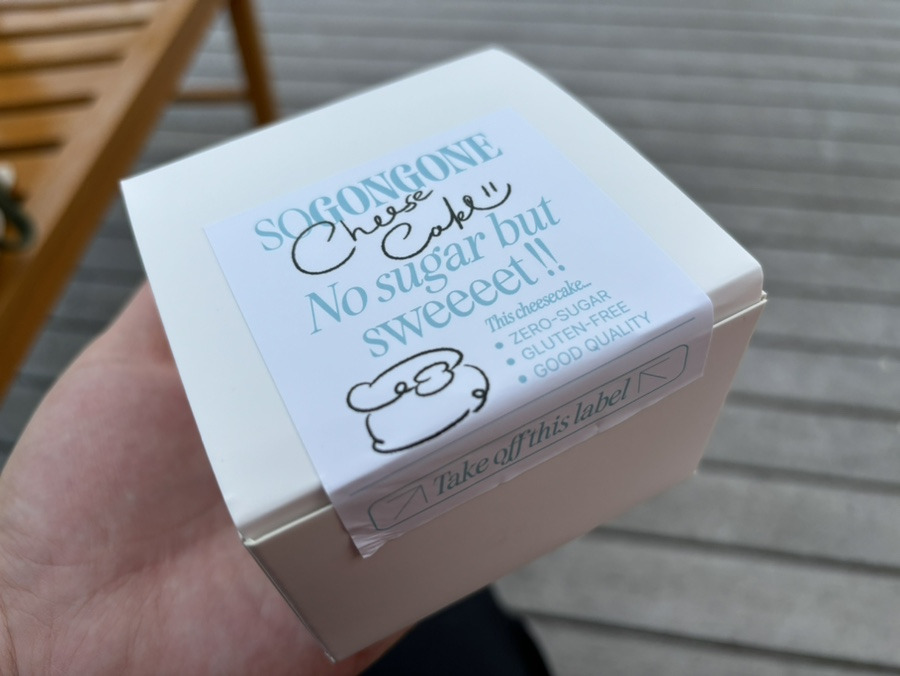 SOGONGONE
Cheese
Cake!!
No sugar but
sweeeet!!
This cheesecake...
• ZERO-SUGAR
• GLUTEN-FREE
• GOOD QUALITY
Take off this label